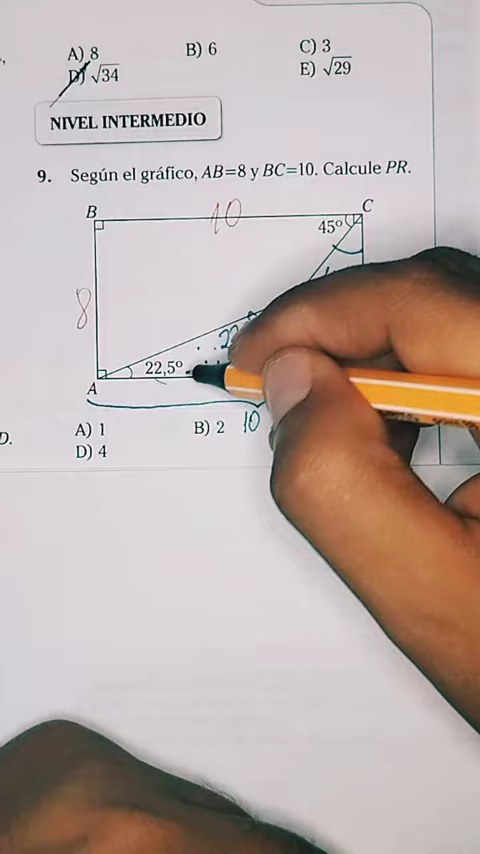 A) 8 B) 6 C) 3
D) √34 E) √29
NIVEL INTERMEDIO
9. Según el gráfico, AB=8 y BC=10. Calcule PR.
B 10 C
45°
8
22,5°
A
D. A) 1 B) 2 10
D) 4